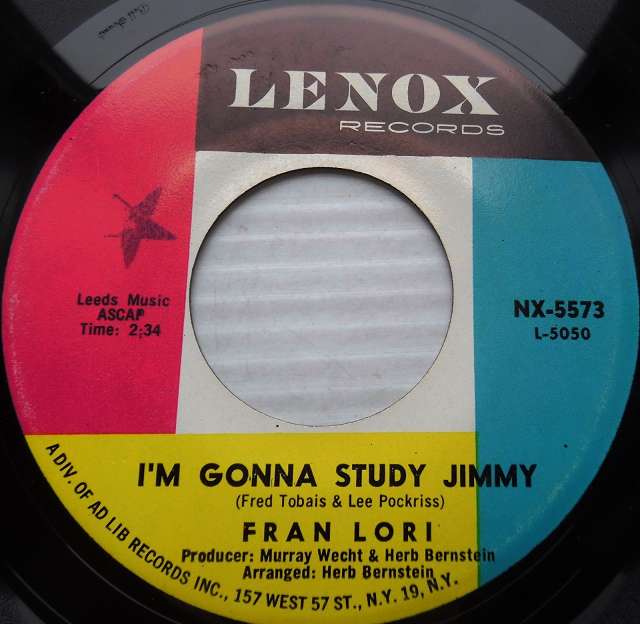 LENOX
RECORDS
Leeds Music
ASCAP
Time: 2:34
NX-5573
L-5050
I'M GONNA STUDY JIMMY
(Fred Tobais & Lee Pockriss)
FRAN LORI
Producer: Murray Wecht & Herb Bernstein
Arranged: Herb Bernstein
A DIV. OF AD LIB RECORDS INC., 157 WEST 57 ST., N.Y. 19, N.Y.